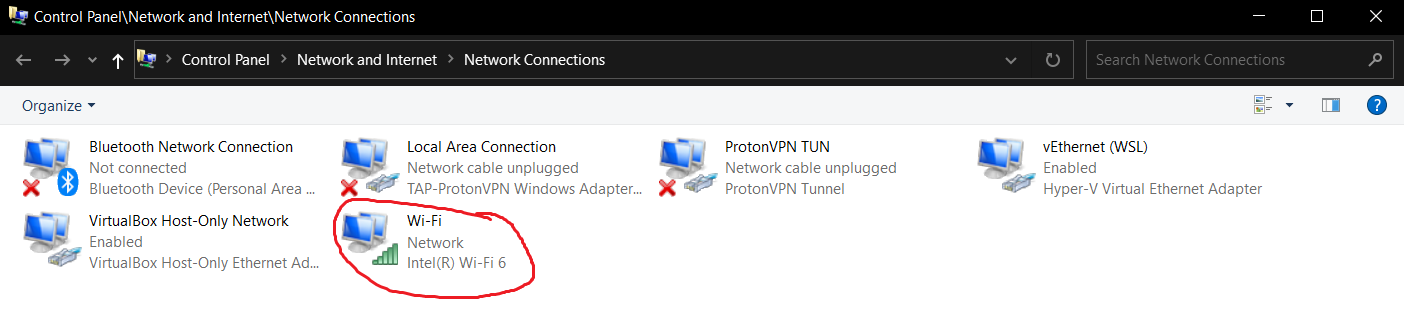 Control Panel\Network and Internet\Network Connections
Control Panel > Network and Internet > Network Connections
Search Network Connections
Organize
Bluetooth Network Connection
Not connected
Bluetooth Device (Personal Area ...
Local Area Connection
Network cable unplugged
TAP-ProtonVPN Windows Adapter...
ProtonVPN TUN
Network cable unplugged
ProtonVPN Tunnel
vEthernet (WSL)
Enabled
Hyper-V Virtual Ethernet Adapter
VirtualBox Host-Only Network
Enabled
VirtualBox Host-Only Ethernet Ad...
Wi-Fi
Network
Intel(R) Wi-Fi 6